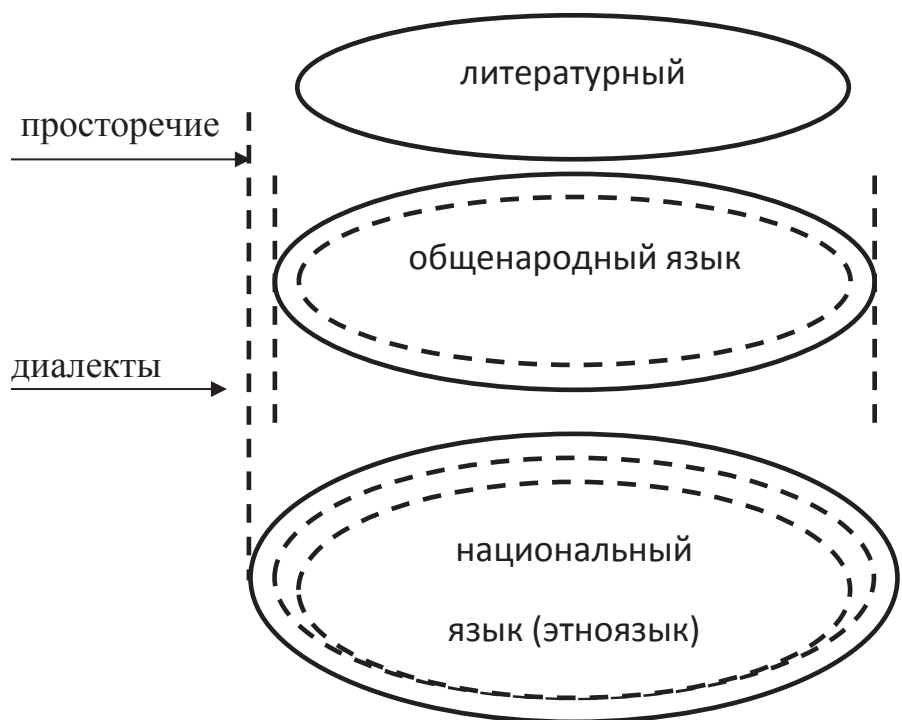 литературный
просторечие
общенародный язык
диалекты
национальный
язык (этноязык)